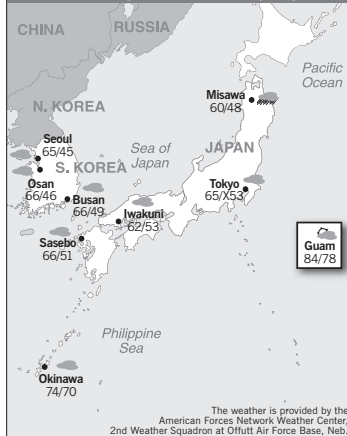 CHINA
RUSSIA
Pacific
Ocean
Misawa
60/48
N. KOREA
Seoul
65/45
Sea of
Japan
JAPAN
S. KOREA
Osan
66/46
Busan
66/49
Tokyo
65/X53
Iwakuni
62/53
Sasebo
66/51
Guam
84/78
Philippine
Sea
Okinawa
74/70
The weather is provided by the
American Forces Network Weather Center,
2nd Weather Squadron at Offutt Air Force Base, Neb.